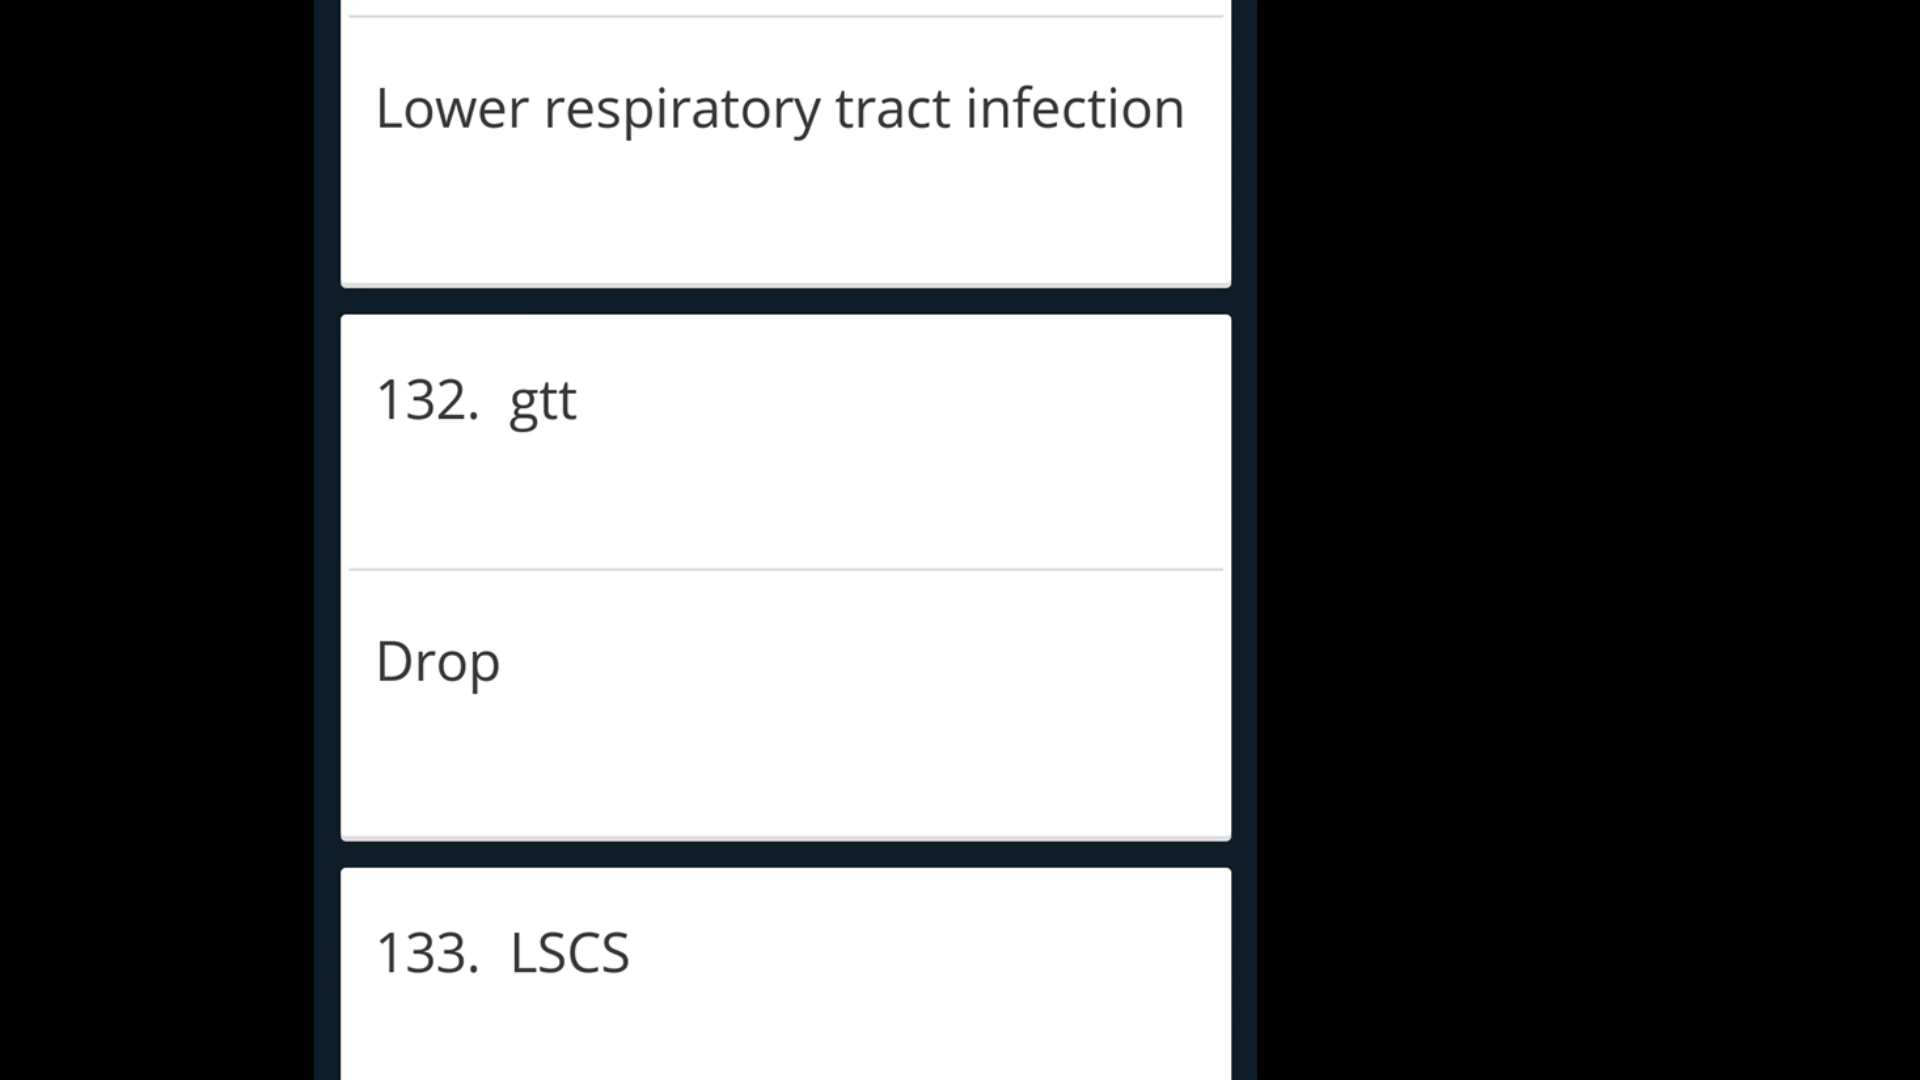 Lower respiratory tract infection
132. gtt
Drop
133. LSCS